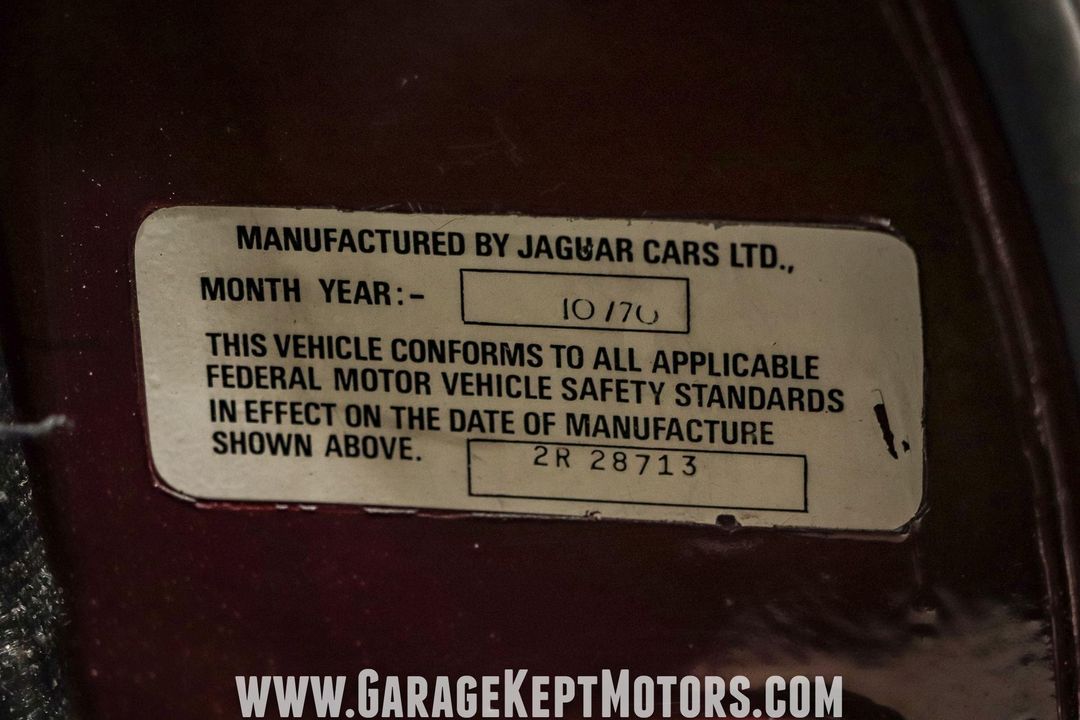 MANUFACTURED BY JAGUAR CARS LTD.,
MONTH YEAR:- 10/70
THIS VEHICLE CONFORMS TO ALL APPLICABLE
FEDERAL MOTOR VEHICLE SAFETY STANDARDS
IN EFFECT ON THE DATE OF MANUFACTURE
SHOWN ABOVE. 2R 28713
WWW.GARAGEKEPTMOTORS.COM